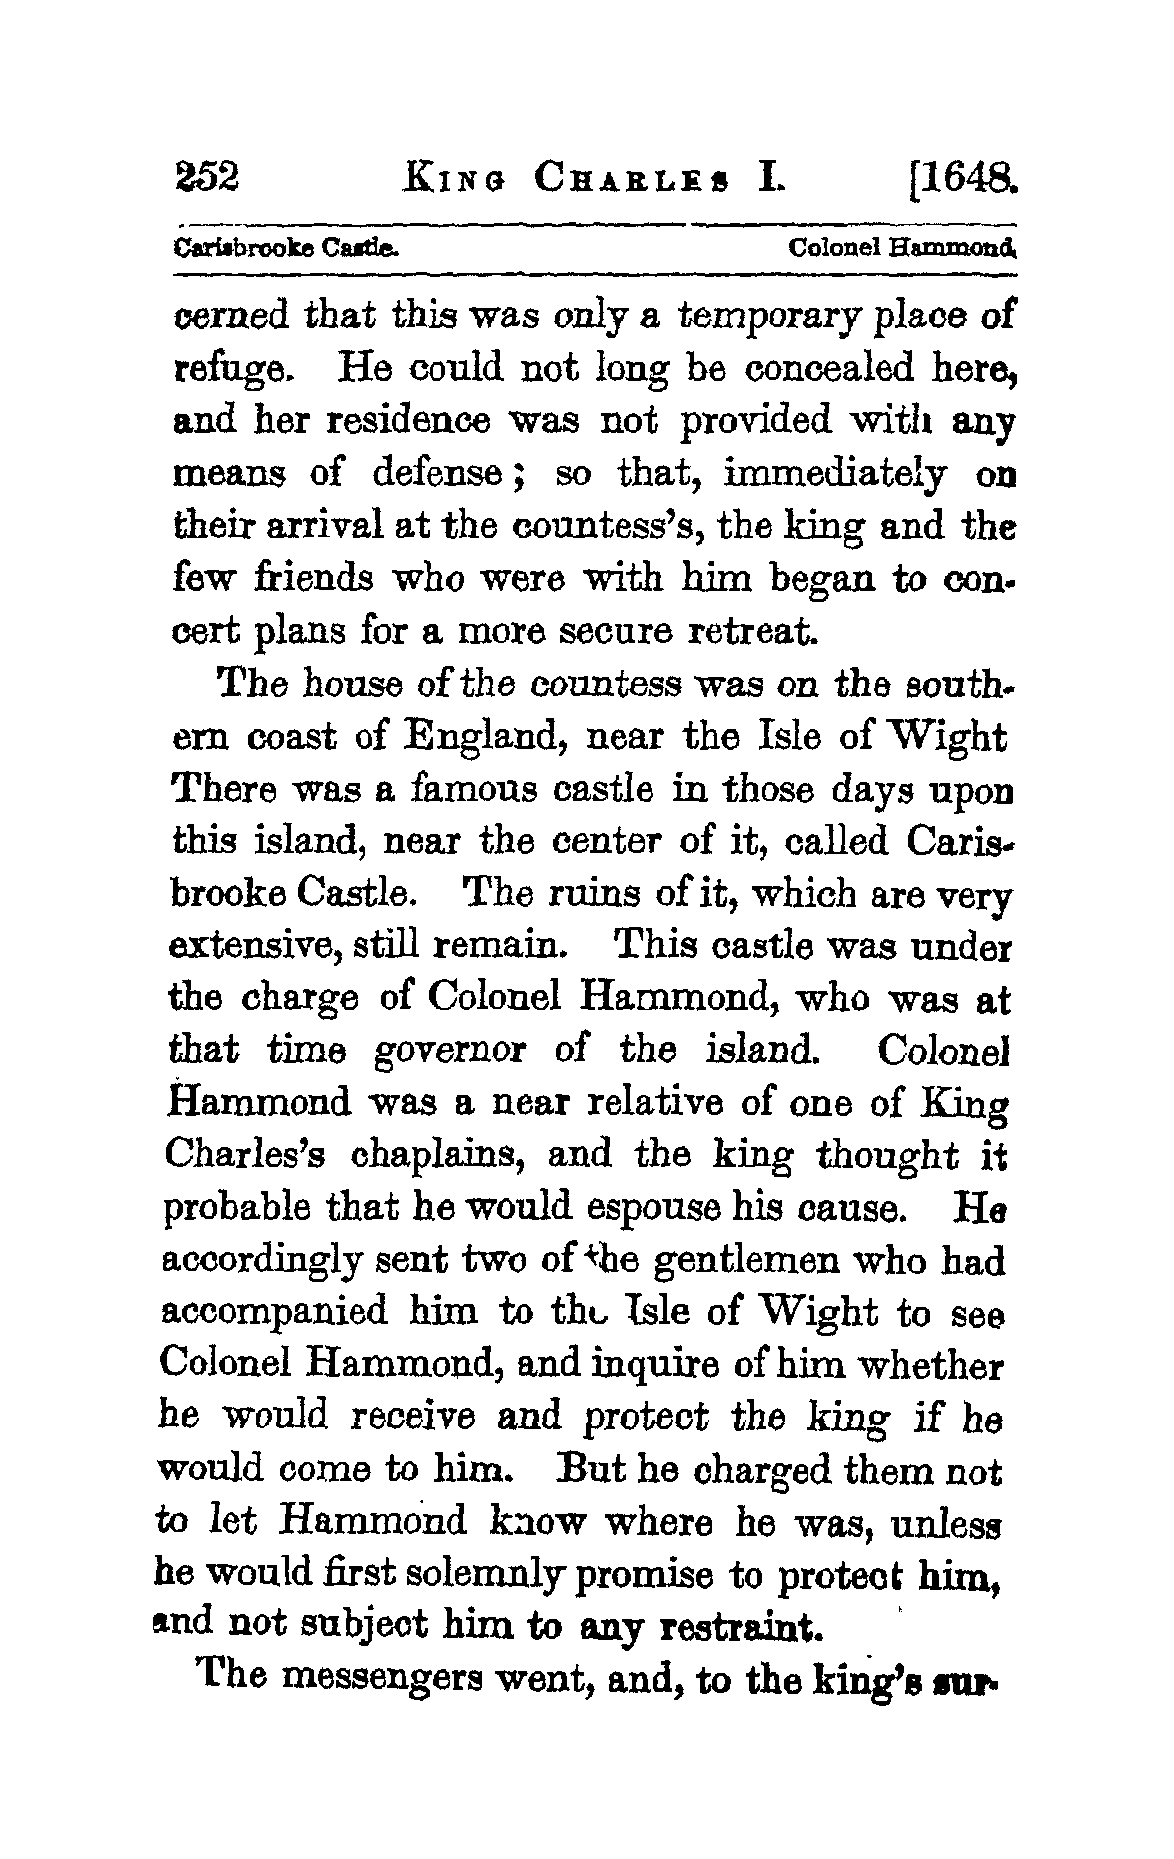 252 KING CHARLES I. [1648.
Carisbrooke Castle. Colonel Hammond.
cerned that this was only a temporary place of
refuge. He could not long be concealed here,
and her residence was not provided with any
means of defense; so that, immediately on
their arrival at the countess's, the king and the
few friends who were with him began to con-
cert plans for a more secure retreat.
The house of the countess was on the south-
ern coast of England, near the Isle of Wight
There was a famous castle in those days upon
this island, near the center of it, called Caris-
brooke Castle. The ruins of it, which are very
extensive, still remain. This castle was under
the charge of Colonel Hammond, who was at
that time governor of the island. Colonel
Hammond was a near relative of one of King
Charles's chaplains, and the king thought it
probable that he would espouse his cause. He
accordingly sent two of the gentlemen who had
accompanied him to the Isle of Wight to see
Colonel Hammond, and inquire of him whether
he would receive and protect the king if he
would come to him. But he charged them not
to let Hammond know where he was, unless
he would first solemnly promise to protect him,
and not subject him to any restraint.
The messengers went, and, to the king's sur-